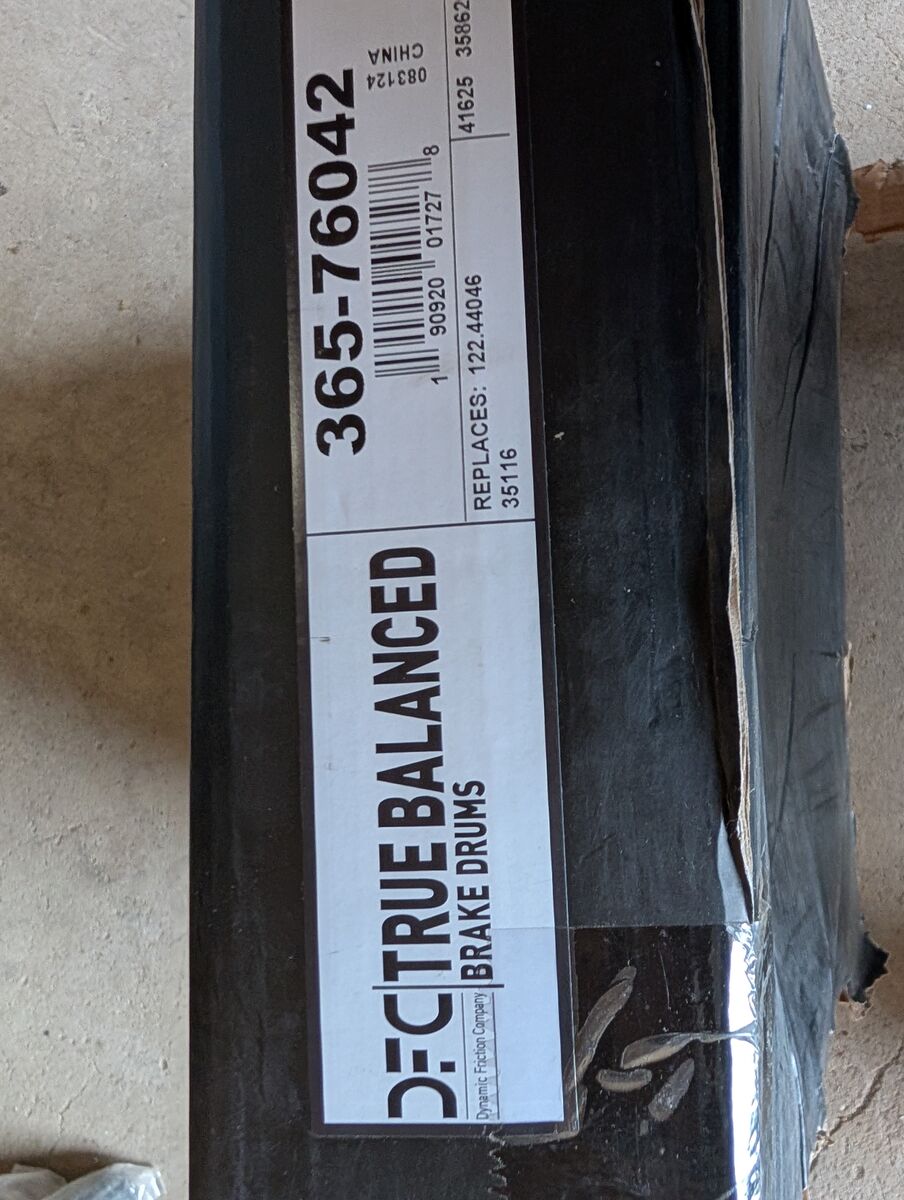 DFC TRUE BALANCED
Dynamic Friction Company BRAKE DRUMS
365-76042
1 90920 01727 8
083124
CHINA
REPLACES: 122.44046
35116
41625 35862